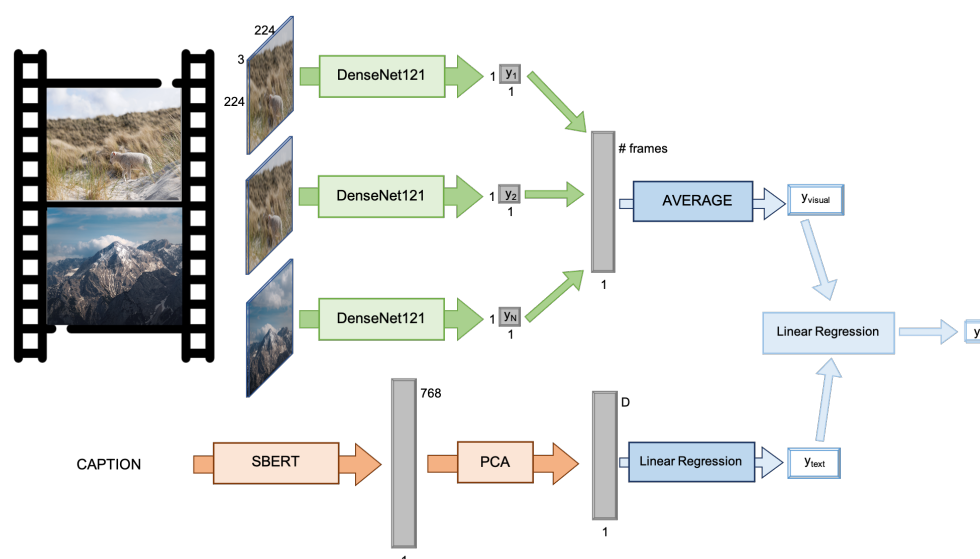 224
3
224
DenseNet121
1
y1
1
DenseNet121
1
y2
1
DenseNet121
1
yN
1
# frames
1
AVERAGE
yvisual
Linear Regression
y
CAPTION
SBERT
768
1
PCA
D
1
Linear Regression
ytext